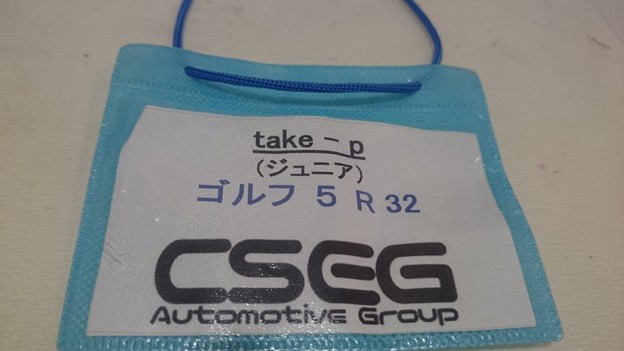 take - p
(ジュニア)
ゴルフ 5 R 32
CSEG
Automotive Group